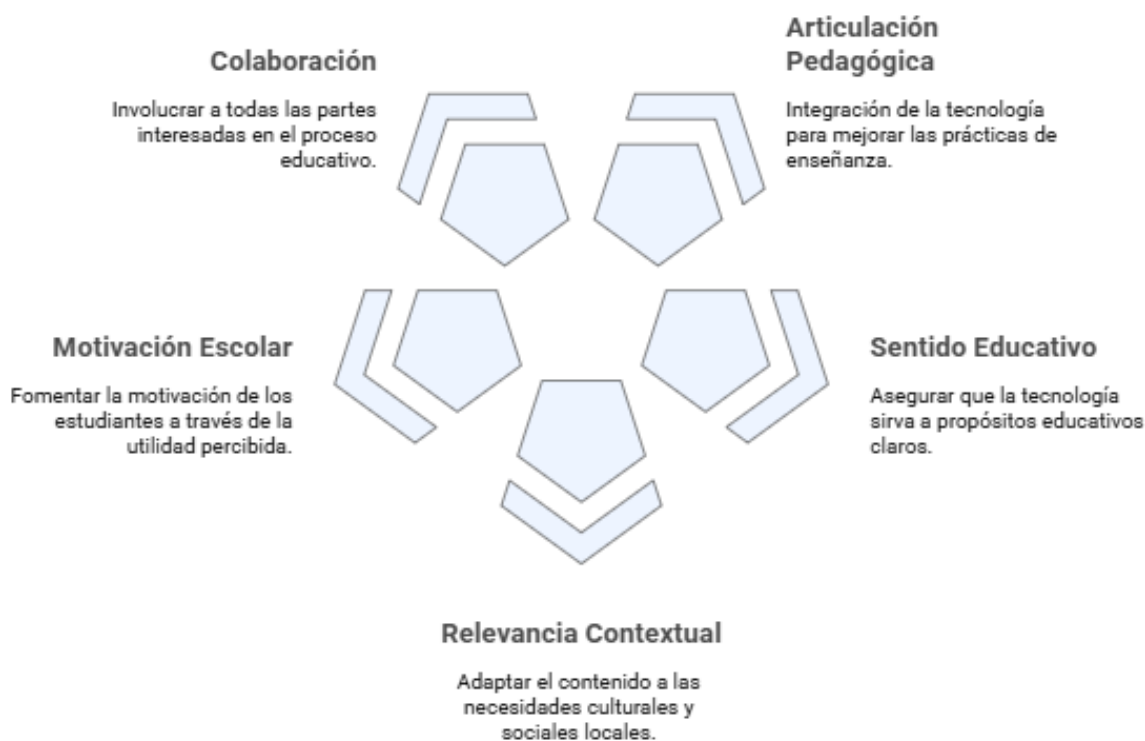 Colaboración
Involucrar a todas las partes
interesadas en el proceso
educativo.
Articulación
Pedagógica
Integración de la tecnología
para mejorar las prácticas de
enseñanza.
Motivación Escolar
Fomentar la motivación de los
estudiantes a través de la
utilidad percibida.
Sentido Educativo
Asegurar que la tecnología
sirva a propósitos educativos
claros.
Relevancia Contextual
Adaptar el contenido a las
necesidades culturales y
sociales locales.